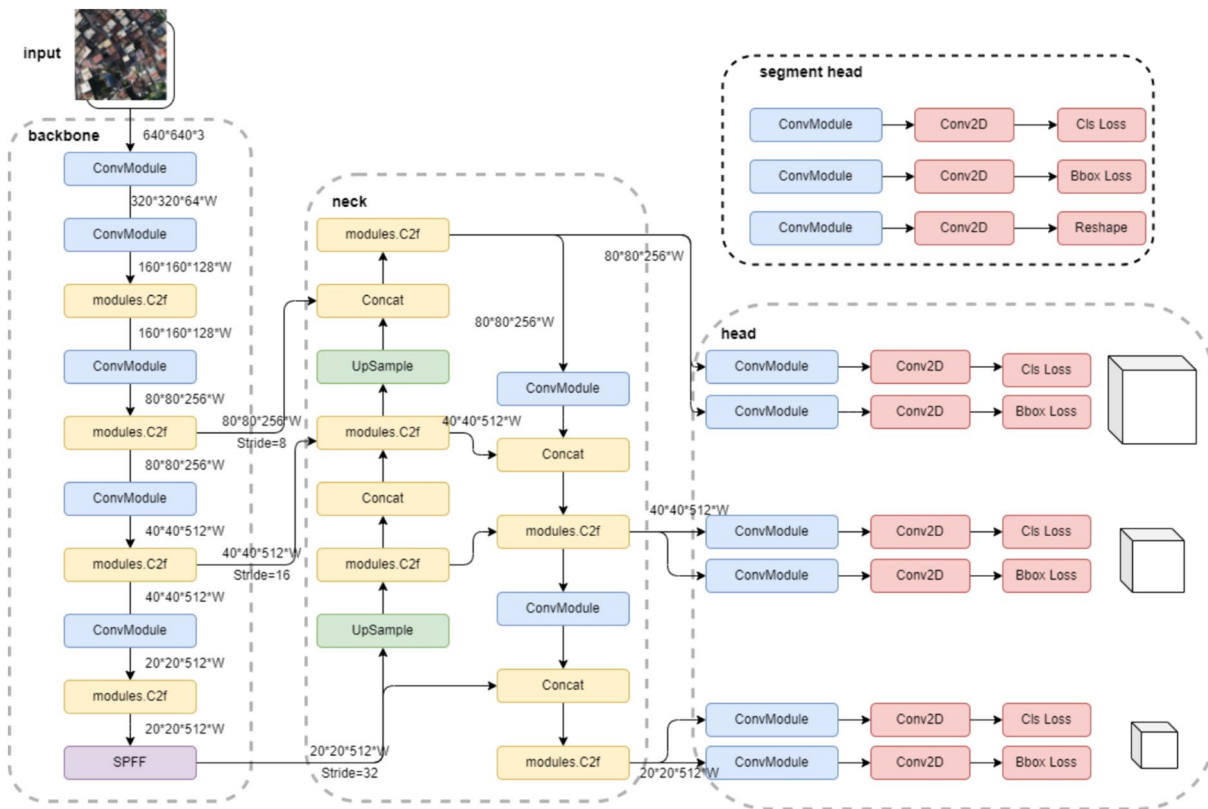 input
backbone
640*640*3
ConvModule
320*320*64*W
ConvModule
160*160*128*W
modules.C2f
160*160*128*W
ConvModule
80*80*256*W
modules.C2f
80*80*256*W
ConvModule
40*40*512*W
modules.C2f
40*40*512*W
ConvModule
20*20*512*W
modules.C2f
20*20*512*W
SPFF
80*80*256*W
Stride=8
40*40*512*W
Stride=16
20*20*512*W
Stride=32
neck
modules.C2f
Concat
UpSample
modules.C2f
Concat
modules.C2f
UpSample
80*80*256*W
80*80*256*W
ConvModule
40*40*512*W
Concat
modules.C2f
40*40*512*W
ConvModule
Concat
modules.C2f
20*20*512*W
segment head
ConvModule Conv2D Cls Loss
ConvModule Conv2D Bbox Loss
ConvModule Conv2D Reshape
head
ConvModule Conv2D Cls Loss
ConvModule Conv2D Bbox Loss
ConvModule Conv2D Cls Loss
ConvModule Conv2D Bbox Loss
ConvModule Conv2D Cls Loss
ConvModule Conv2D Bbox Loss